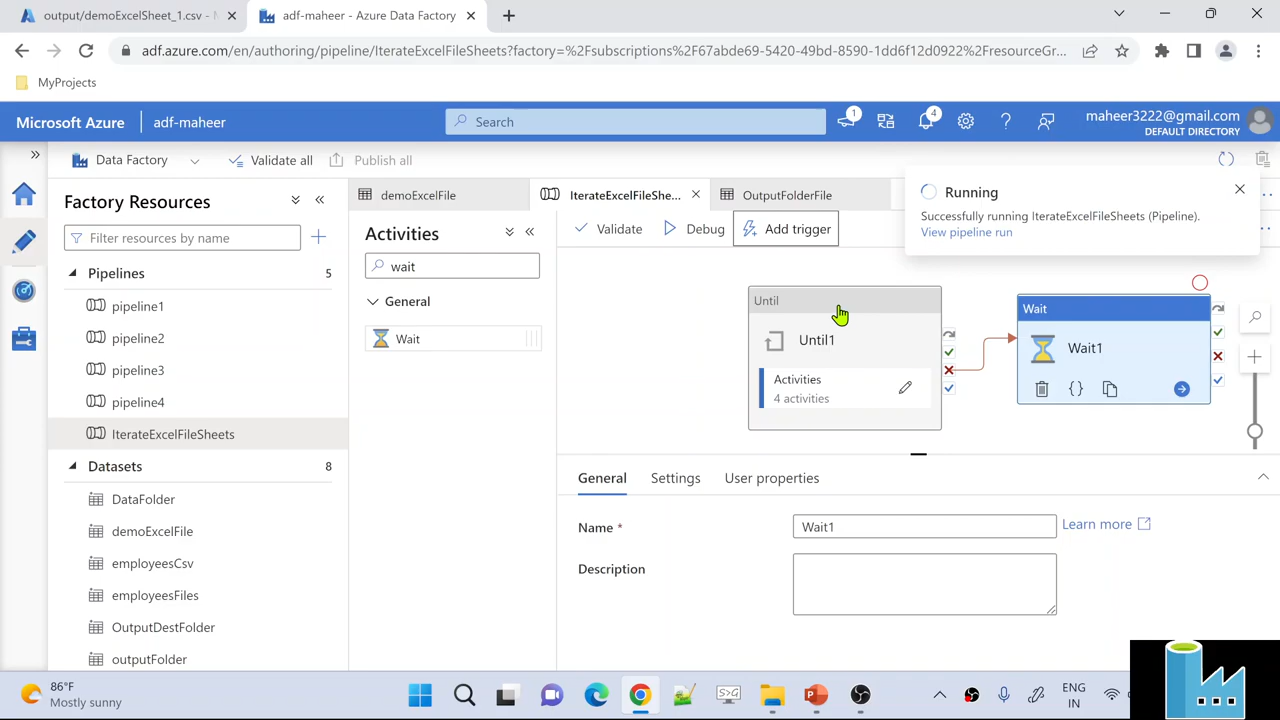 output/demoExcelSheet_1.csv - M
adf-maheer - Azure Data Factory
adf.azure.com/en/authoring/pipeline/IterateExcelFileSheets?factory=%2Fsubscriptions%2F67abde69-5420-49bd-8590-1dd6f12d0922%2FresourceGr...
MyProjects
Microsoft Azure
adf-maheer
Search
1
4
maheer3222@gmail.com
DEFAULT DIRECTORY
Data Factory
Validate all
Publish all
Factory Resources
Filter resources by name
Pipelines
5
pipeline1
pipeline2
pipeline3
pipeline4
IterateExcelFileSheets
Datasets
8
DataFolder
demoExcelFile
employeesCsv
employeesFiles
OutputDestFolder
outputFolder
demoExcelFile
IterateExcelFileShe...
OutputFolderFile
Activities
wait
General
Wait
Validate
Debug
Add trigger
Running
Successfully running IterateExcelFileSheets (Pipeline).
View pipeline run
Until
Until1
Activities
4 activities
Wait
Wait1
General
Settings
User properties
Name *
Wait1
Learn more
Description
86°F
Mostly sunny
ENG
IN